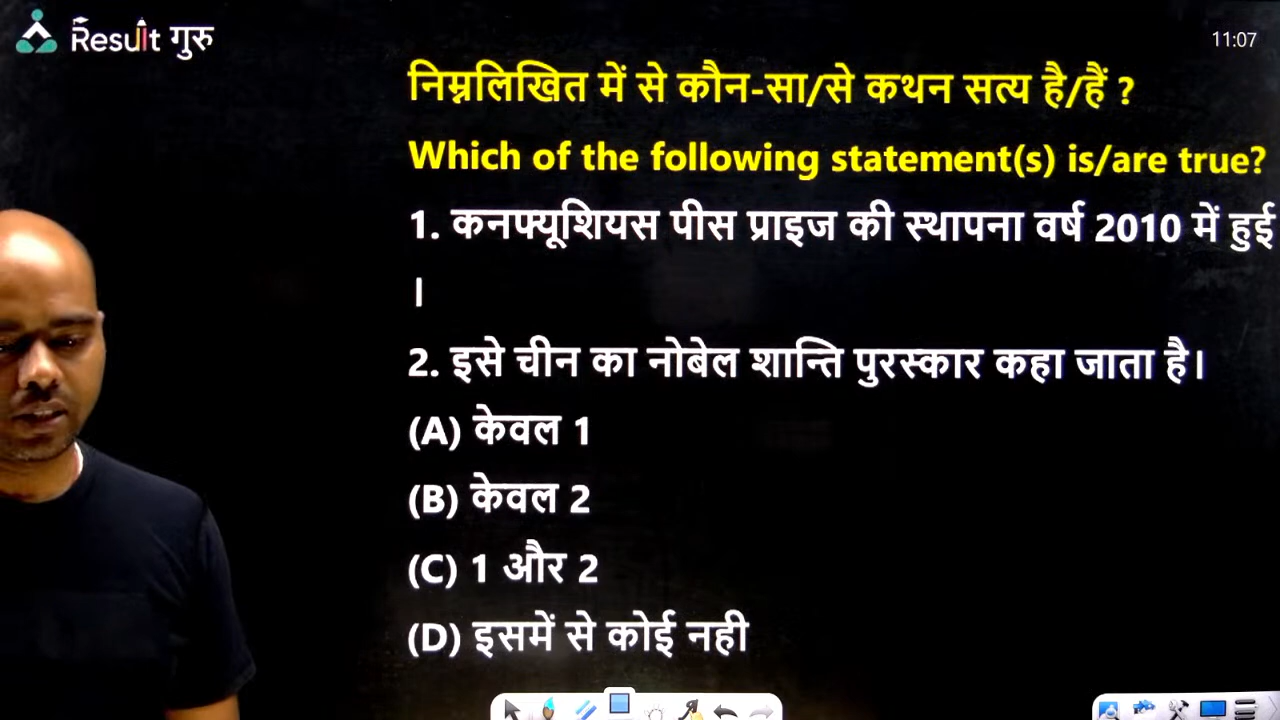 Result गुरु
11:07
निम्नलिखित में से कौन-सा/से कथन सत्य है/हैं ?
Which of the following statement(s) is/are true?
1. कनफ्यूशियस पीस प्राइज की स्थापना वर्ष 2010 में हुई
।
2. इसे चीन का नोबेल शान्ति पुरस्कार कहा जाता है।
(A) केवल 1
(B) केवल 2
(C) 1 और 2
(D) इसमें से कोई नही